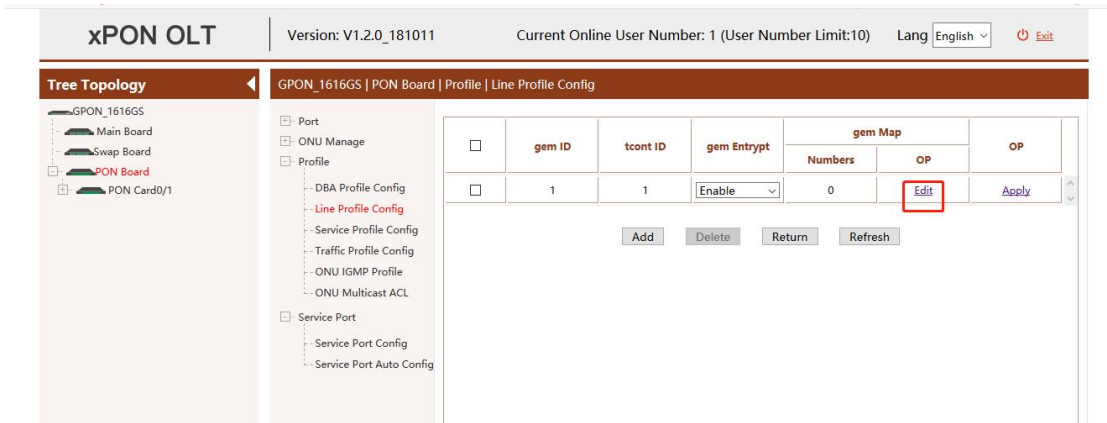 xPON OLT
Version: V1.2.0_181011
Current Online User Number: 1 (User Number Limit:10)
Lang English
Exit
Tree Topology
GPON_1616GS
Main Board
Swap Board
PON Board
PON Card0/1
GPON_1616GS | PON Board | Profile | Line Profile Config
Port
ONU Manage
Profile
DBA Profile Config
Line Profile Config
Service Profile Config
Traffic Profile Config
ONU IGMP Profile
ONU Multicast ACL
Service Port
Service Port Config
Service Port Auto Config
gem ID tcont ID gem Entrypt gem Map OP
Numbers OP
1 1 Enable 0 Edit Apply
Add Delete Return Refresh